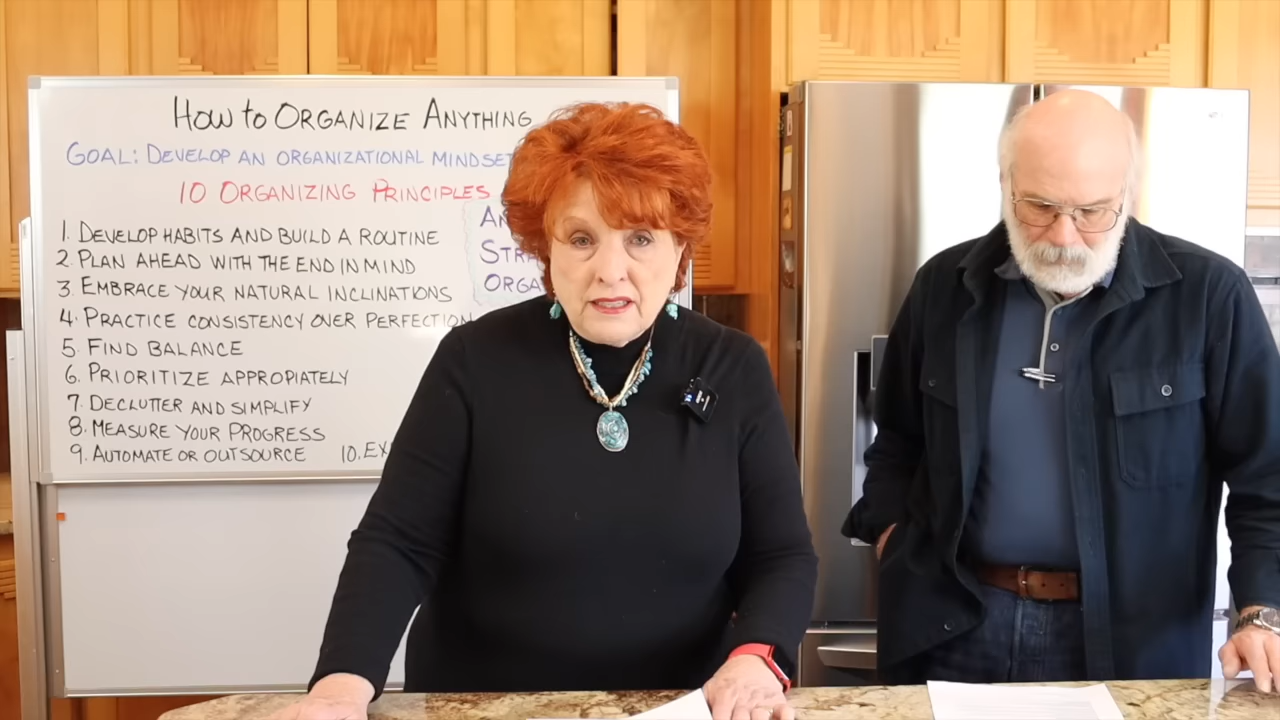 How to Organize Anything
Goal: Develop an organizational mindset
10 Organizing Principles
1. Develop habits and build a routine
2. Plan ahead with the end in mind
3. Embrace your natural inclinations
4. Practice consistency over perfection
5. Find balance
6. Prioritize appropiately
7. Declutter and simplify
8. Measure your progress
9. Automate or outsource
10.